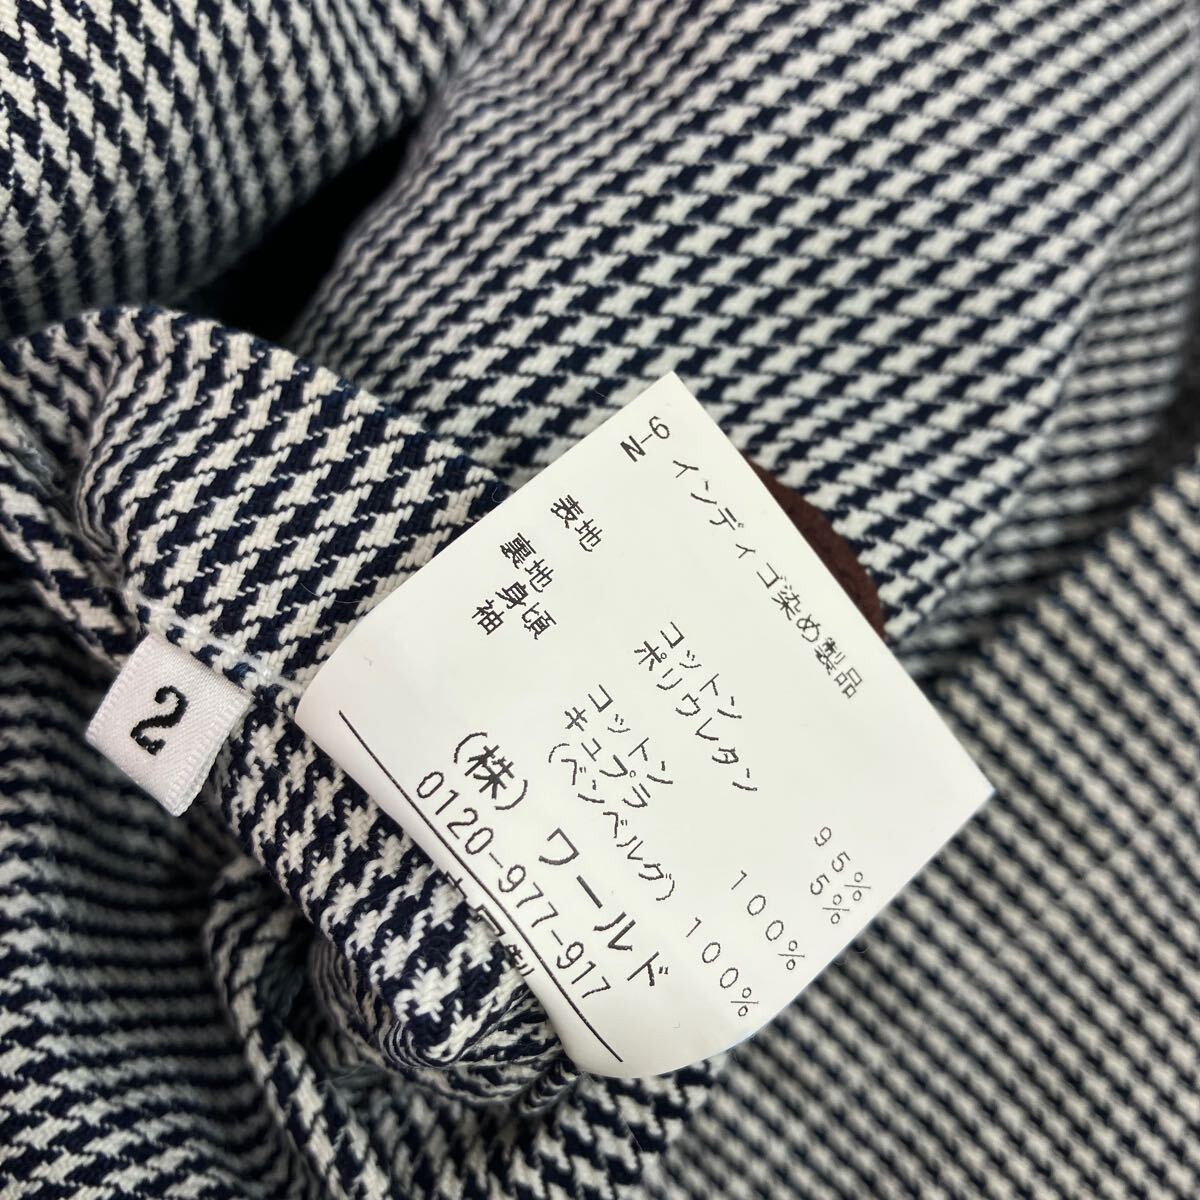 N-6 インディゴ染め製品
表地
コットン 95%
ポリウレタン 5%
裏地
身頃 コットン 100%
袖 キュプラ 100%
(ベンベルグ)
(株) ワールド
0120-977-917
2